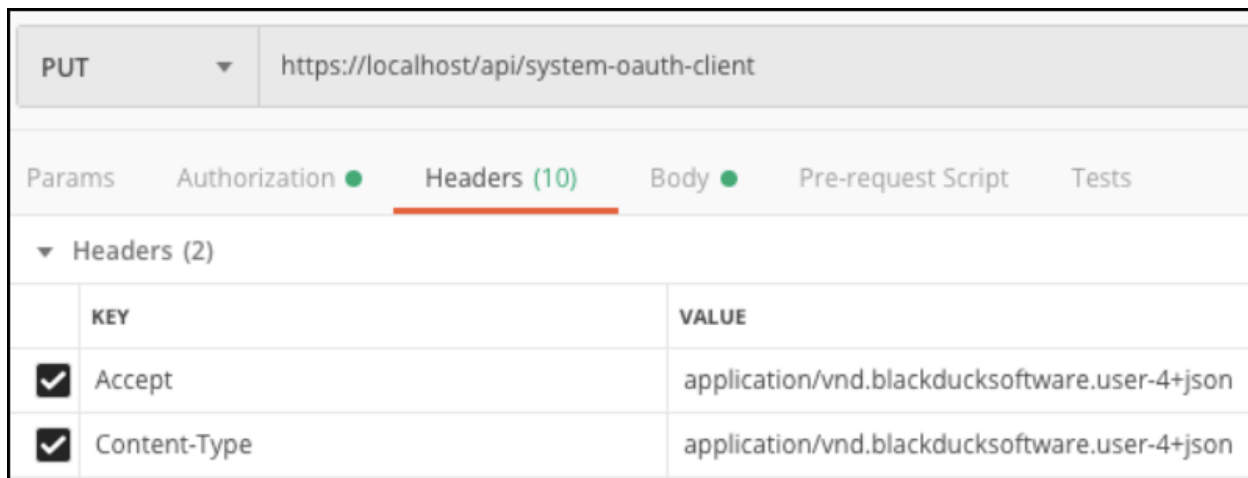 PUT https://localhost/api/system-oauth-client
Params Authorization Headers (10) Body Pre-request Script Tests
Headers (2)
KEY VALUE
Accept application/vnd.blackducksoftware.user-4+json
Content-Type application/vnd.blackducksoftware.user-4+json